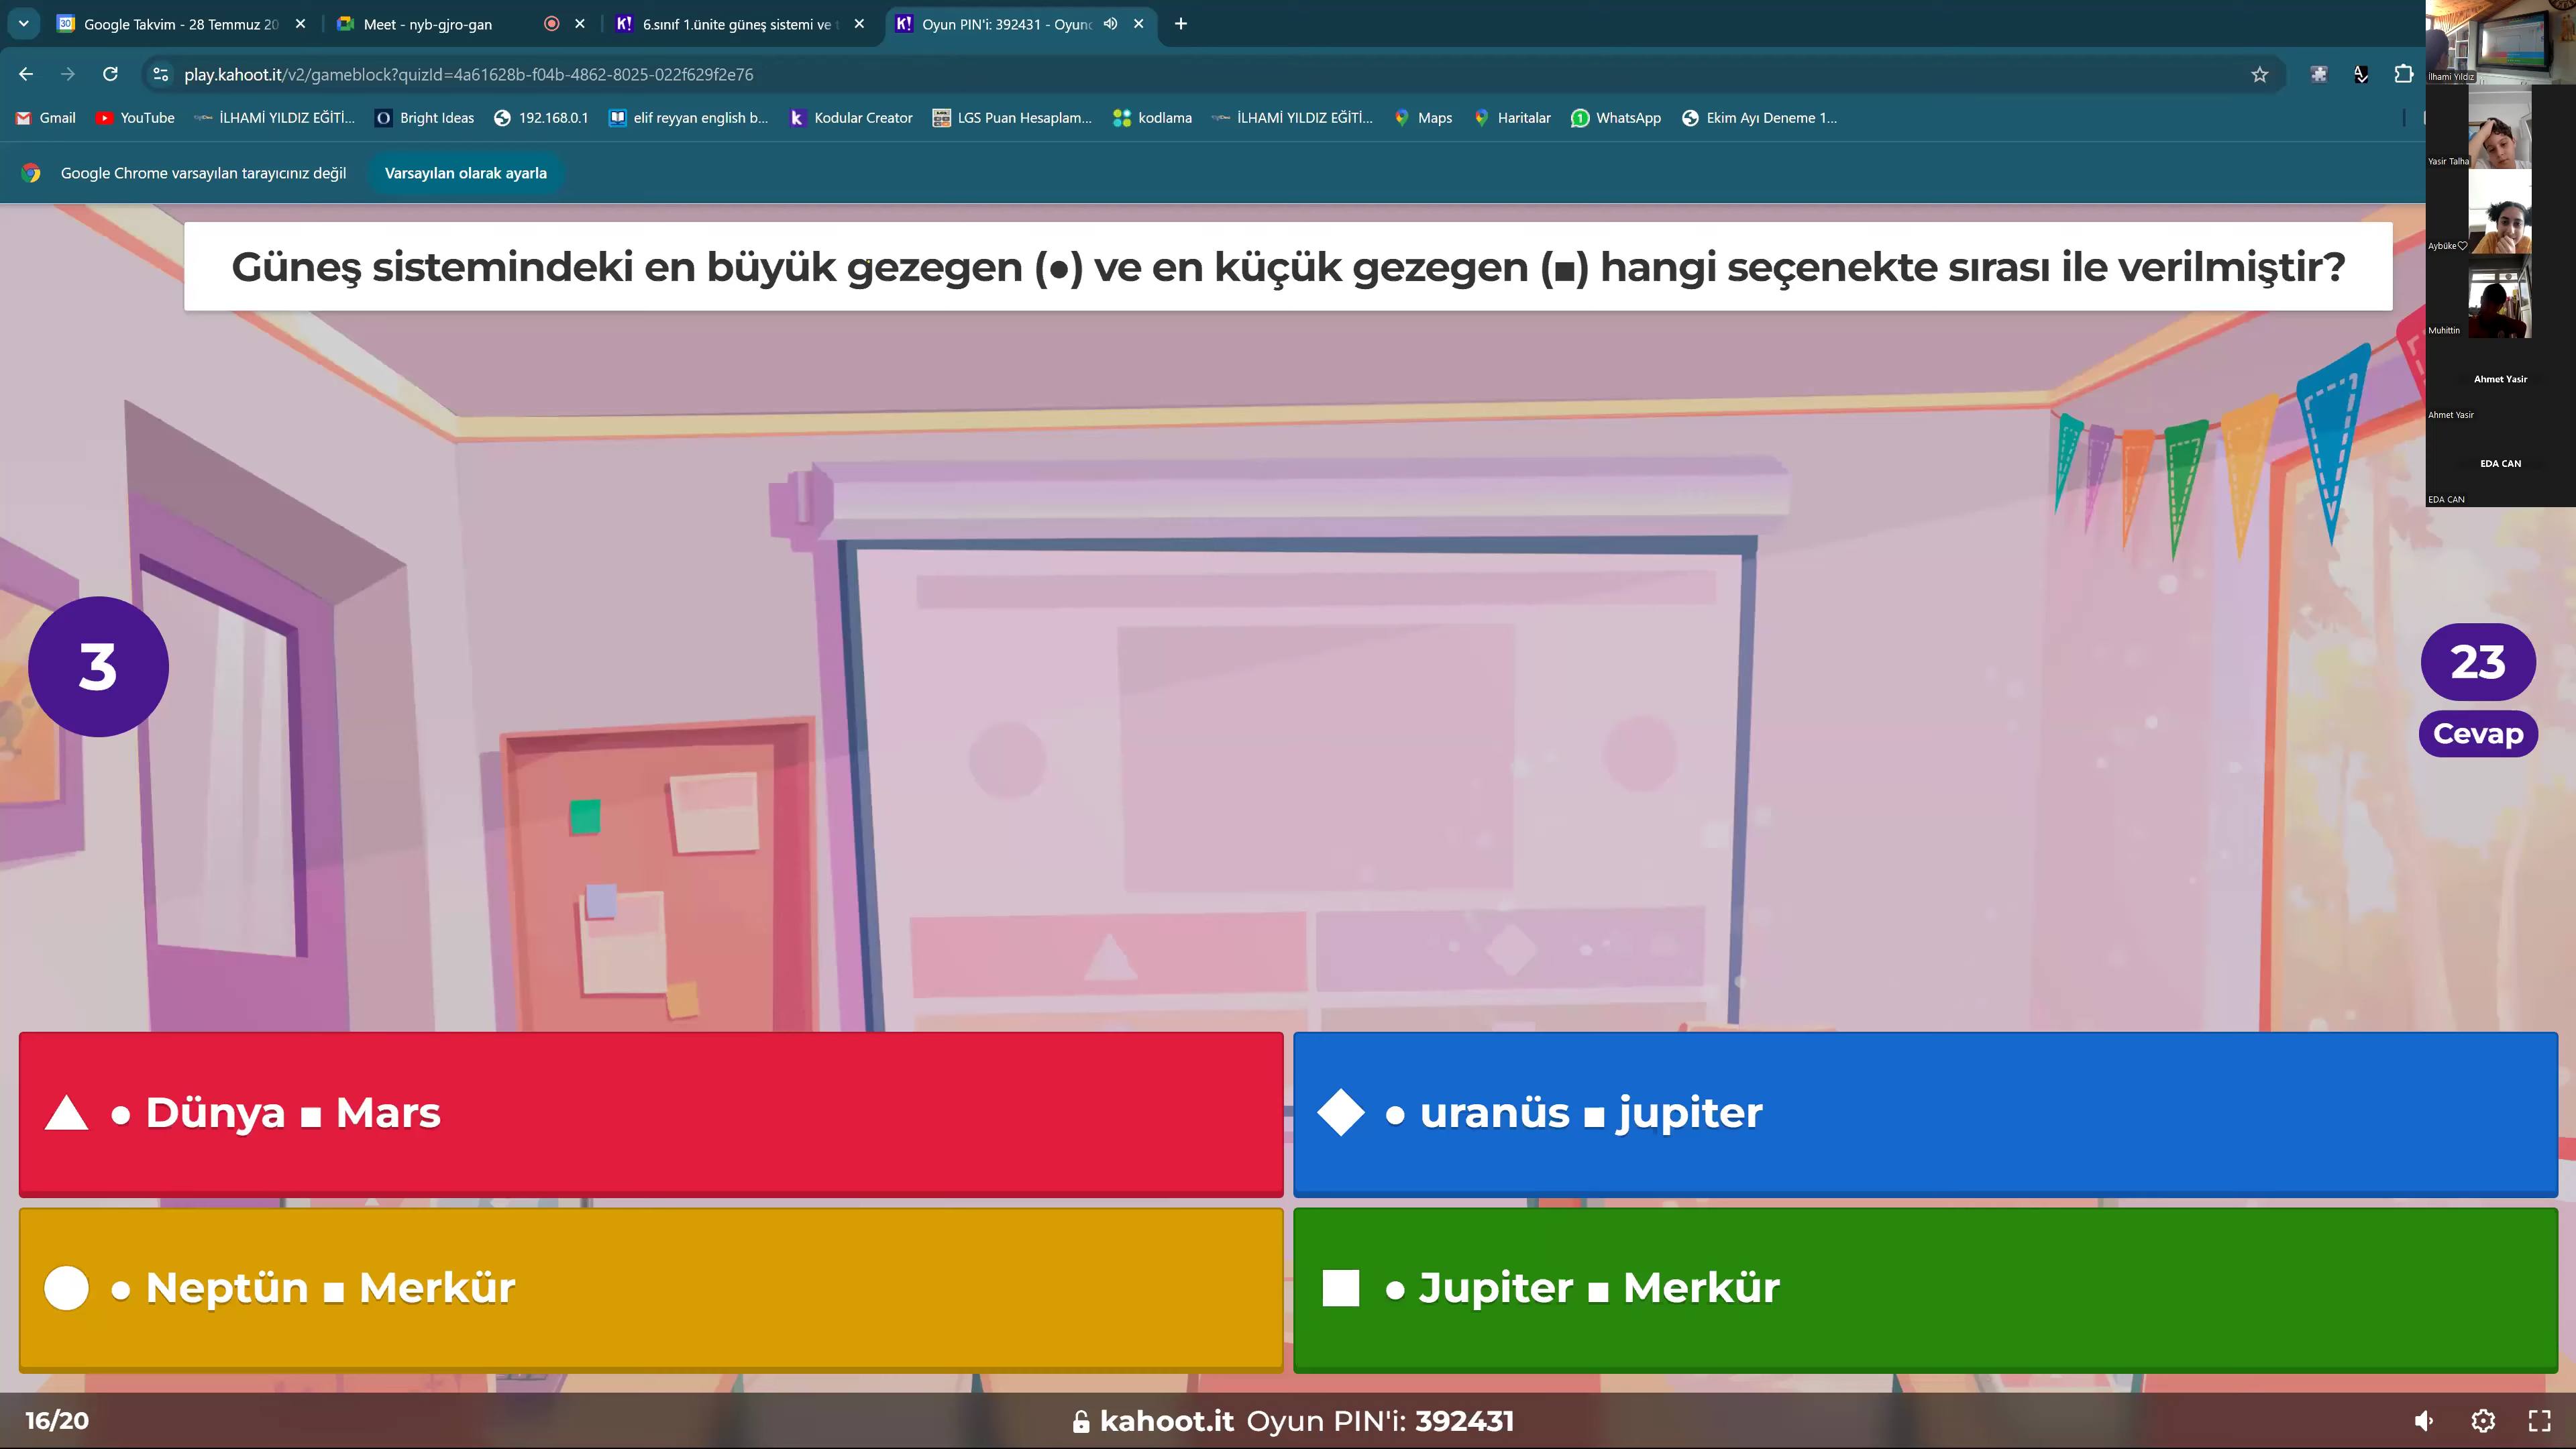 Google Takvim - 28 Temmuz 20
Meet - nyb-gjro-gan
6.sınıf 1.ünite güneş sistemi ve t
Oyun PIN'i: 392431 - Oyunc
play.kahoot.it/v2/gameblock?quizId=4a61628b-f04b-4862-8025-022f629f2e76
Gmail
YouTube
İLHAMİ YILDIZ EĞİTİ...
Bright Ideas
192.168.0.1
elif reyyan english b...
Kodular Creator
LGS Puan Hesaplam...
kodlama
İLHAMİ YILDIZ EĞİTİ...
Maps
Haritalar
WhatsApp
Ekim Ayı Deneme 1...
Google Chrome varsayılan tarayıcınız değil
Varsayılan olarak ayarla
İlhami Yıldız
Yasir Talha
Aybüke♡
Muhittin
Ahmet Yasir
Ahmet Yasir
EDA CAN
EDA CAN
Güneş sistemindeki en büyük gezegen (●) ve en küçük gezegen (■) hangi seçenekte sırası ile verilmiştir?
3
23
Cevap
● Dünya ■ Mars
● uranüs ■ jupiter
● Neptün ■ Merkür
● Jupiter ■ Merkür
16/20
kahoot.it Oyun PIN'i: 392431